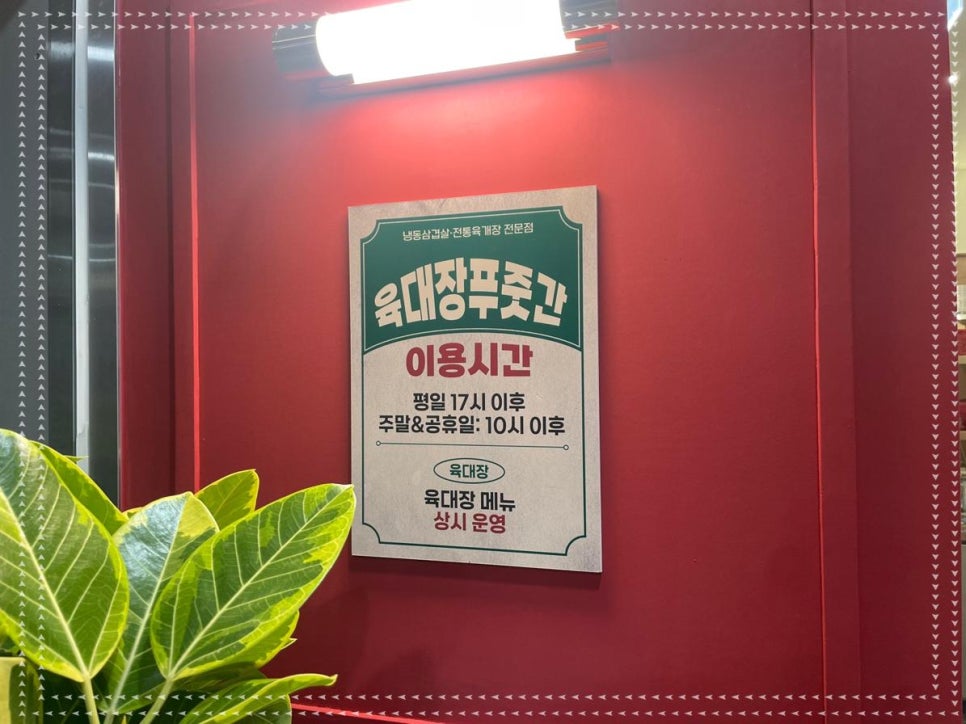 냉동삼겹살·전통육개장 전문점
육대장푸줏간
이용시간
평일 17시 이후
주말&공휴일: 10시 이후
육대장
육대장 메뉴
상시 운영